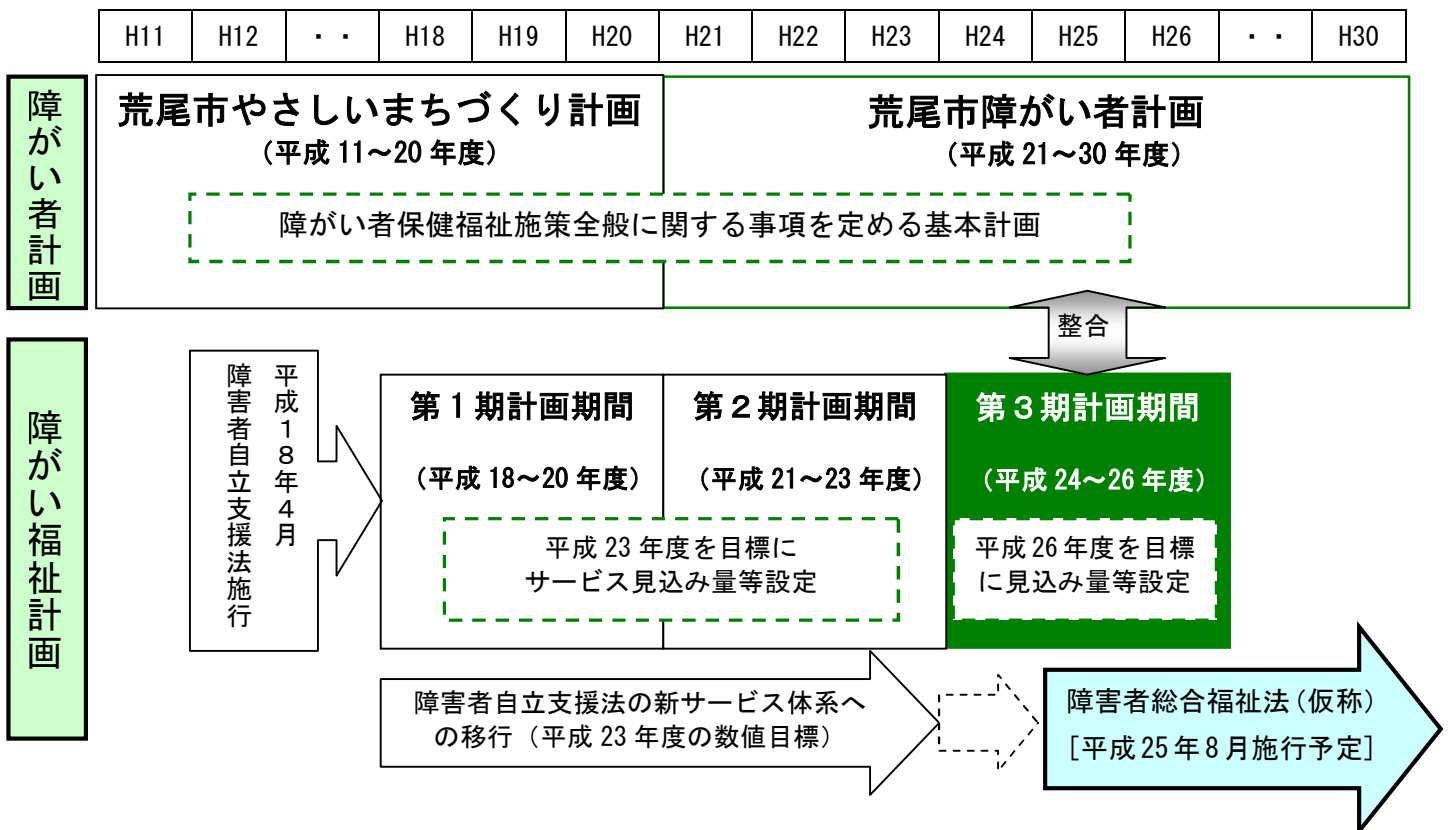 H11 H12 ・・ H18 H19 H20 H21 H22 H23 H24 H25 H26 ・・ H30
障がい者計画
荒尾市やさしいまちづくり計画
（平成 11～20 年度）
荒尾市障がい者計画
（平成 21～30 年度）
障がい者保健福祉施策全般に関する事項を定める基本計画
整合
障がい福祉計画
平成１８年４月
障害者自立支援法施行
第１期計画期間
（平成 18～20 年度）
第２期計画期間
（平成 21～23 年度）
第３期計画期間
（平成 24～26 年度）
平成 23 年度を目標に
サービス見込み量等設定
平成 26 年度を目標
に見込み量等設定
障害者自立支援法の新サービス体系へ
の移行（平成 23 年度の数値目標）
障害者総合福祉法（仮称）
[平成 25 年 8 月施行予定]